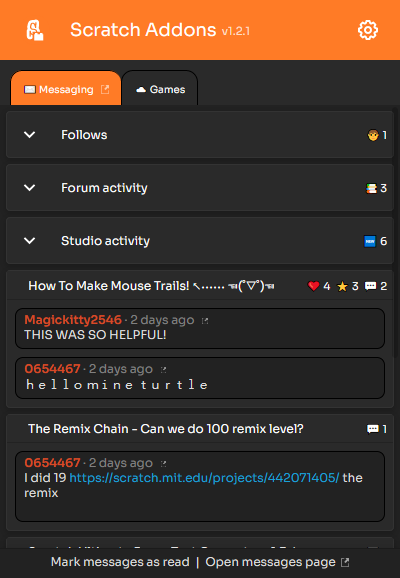 Scratch Addons v1.2.1
Messaging Games
Follows 1
Forum activity 3
Studio activity 6
How To Make Mouse Trails! ↖•••••• ☜(ﾟ▽ﾟ)☜ 4 3 2
Magickitty2546 · 2 days ago
THIS WAS SO HELPFUL!
0654467 · 2 days ago
ｈｅｌｌｏｍｉｎｅ ｔｕｒｔｌｅ
The Remix Chain - Can we do 100 remix level? 1
0654467 · 2 days ago
I did 19 https://scratch.mit.edu/projects/442071405/ the
remix
Mark messages as read | Open messages page